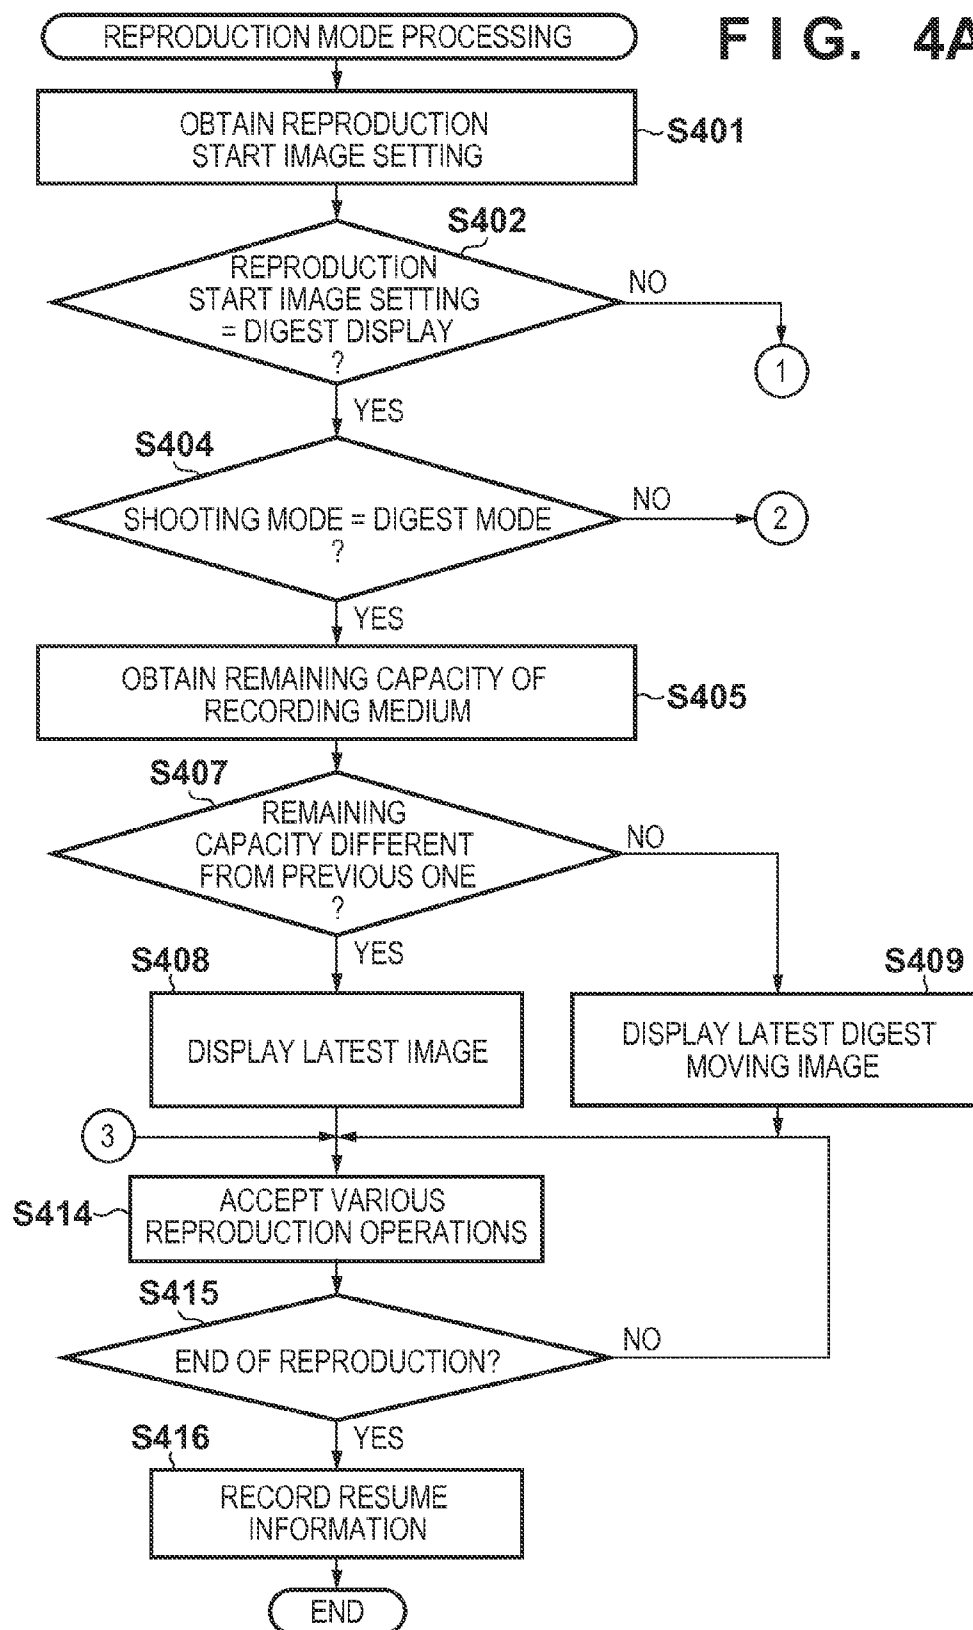 REPRODUCTION MODE PROCESSING
FIG. 4A
OBTAIN REPRODUCTION
START IMAGE SETTING
S401
S402
REPRODUCTION
START IMAGE SETTING
= DIGEST DISPLAY
?
NO
1
YES
S404
SHOOTING MODE = DIGEST MODE
?
NO
2
YES
OBTAIN REMAINING CAPACITY OF
RECORDING MEDIUM
S405
S407
REMAINING
CAPACITY DIFFERENT
FROM PREVIOUS ONE
?
NO
YES
S408
DISPLAY LATEST IMAGE
S409
DISPLAY LATEST DIGEST
MOVING IMAGE
3
S414
ACCEPT VARIOUS
REPRODUCTION OPERATIONS
S415
END OF REPRODUCTION?
NO
YES
S416
RECORD RESUME
INFORMATION
END